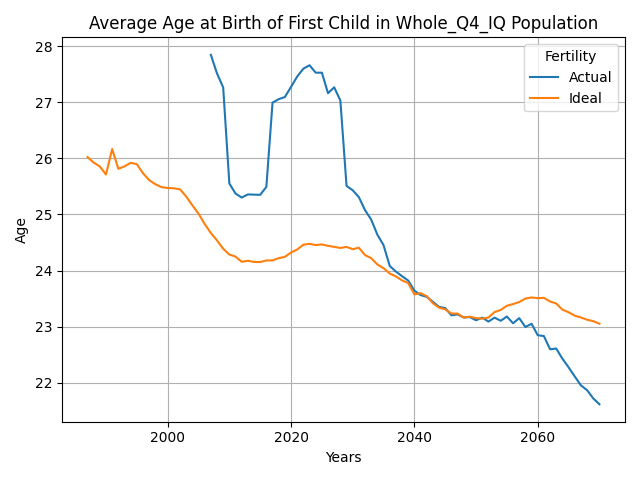 Average Age at Birth of First Child in Whole_Q4_IQ Population
28
27
26
25
24
23
22
Age
Fertility
Actual
Ideal
2000
2020
2040
2060
Years